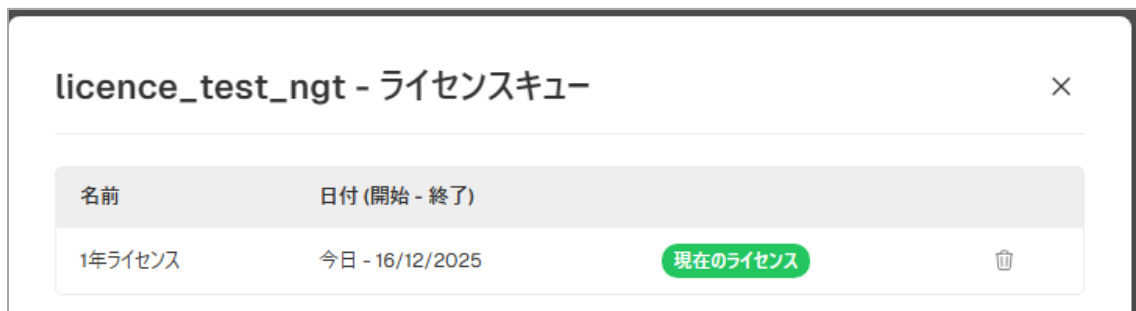 licence_test_ngt - ライセンスキュー
名前 日付 (開始 - 終了)
1年ライセンス 今日 - 16/12/2025 現在のライセンス